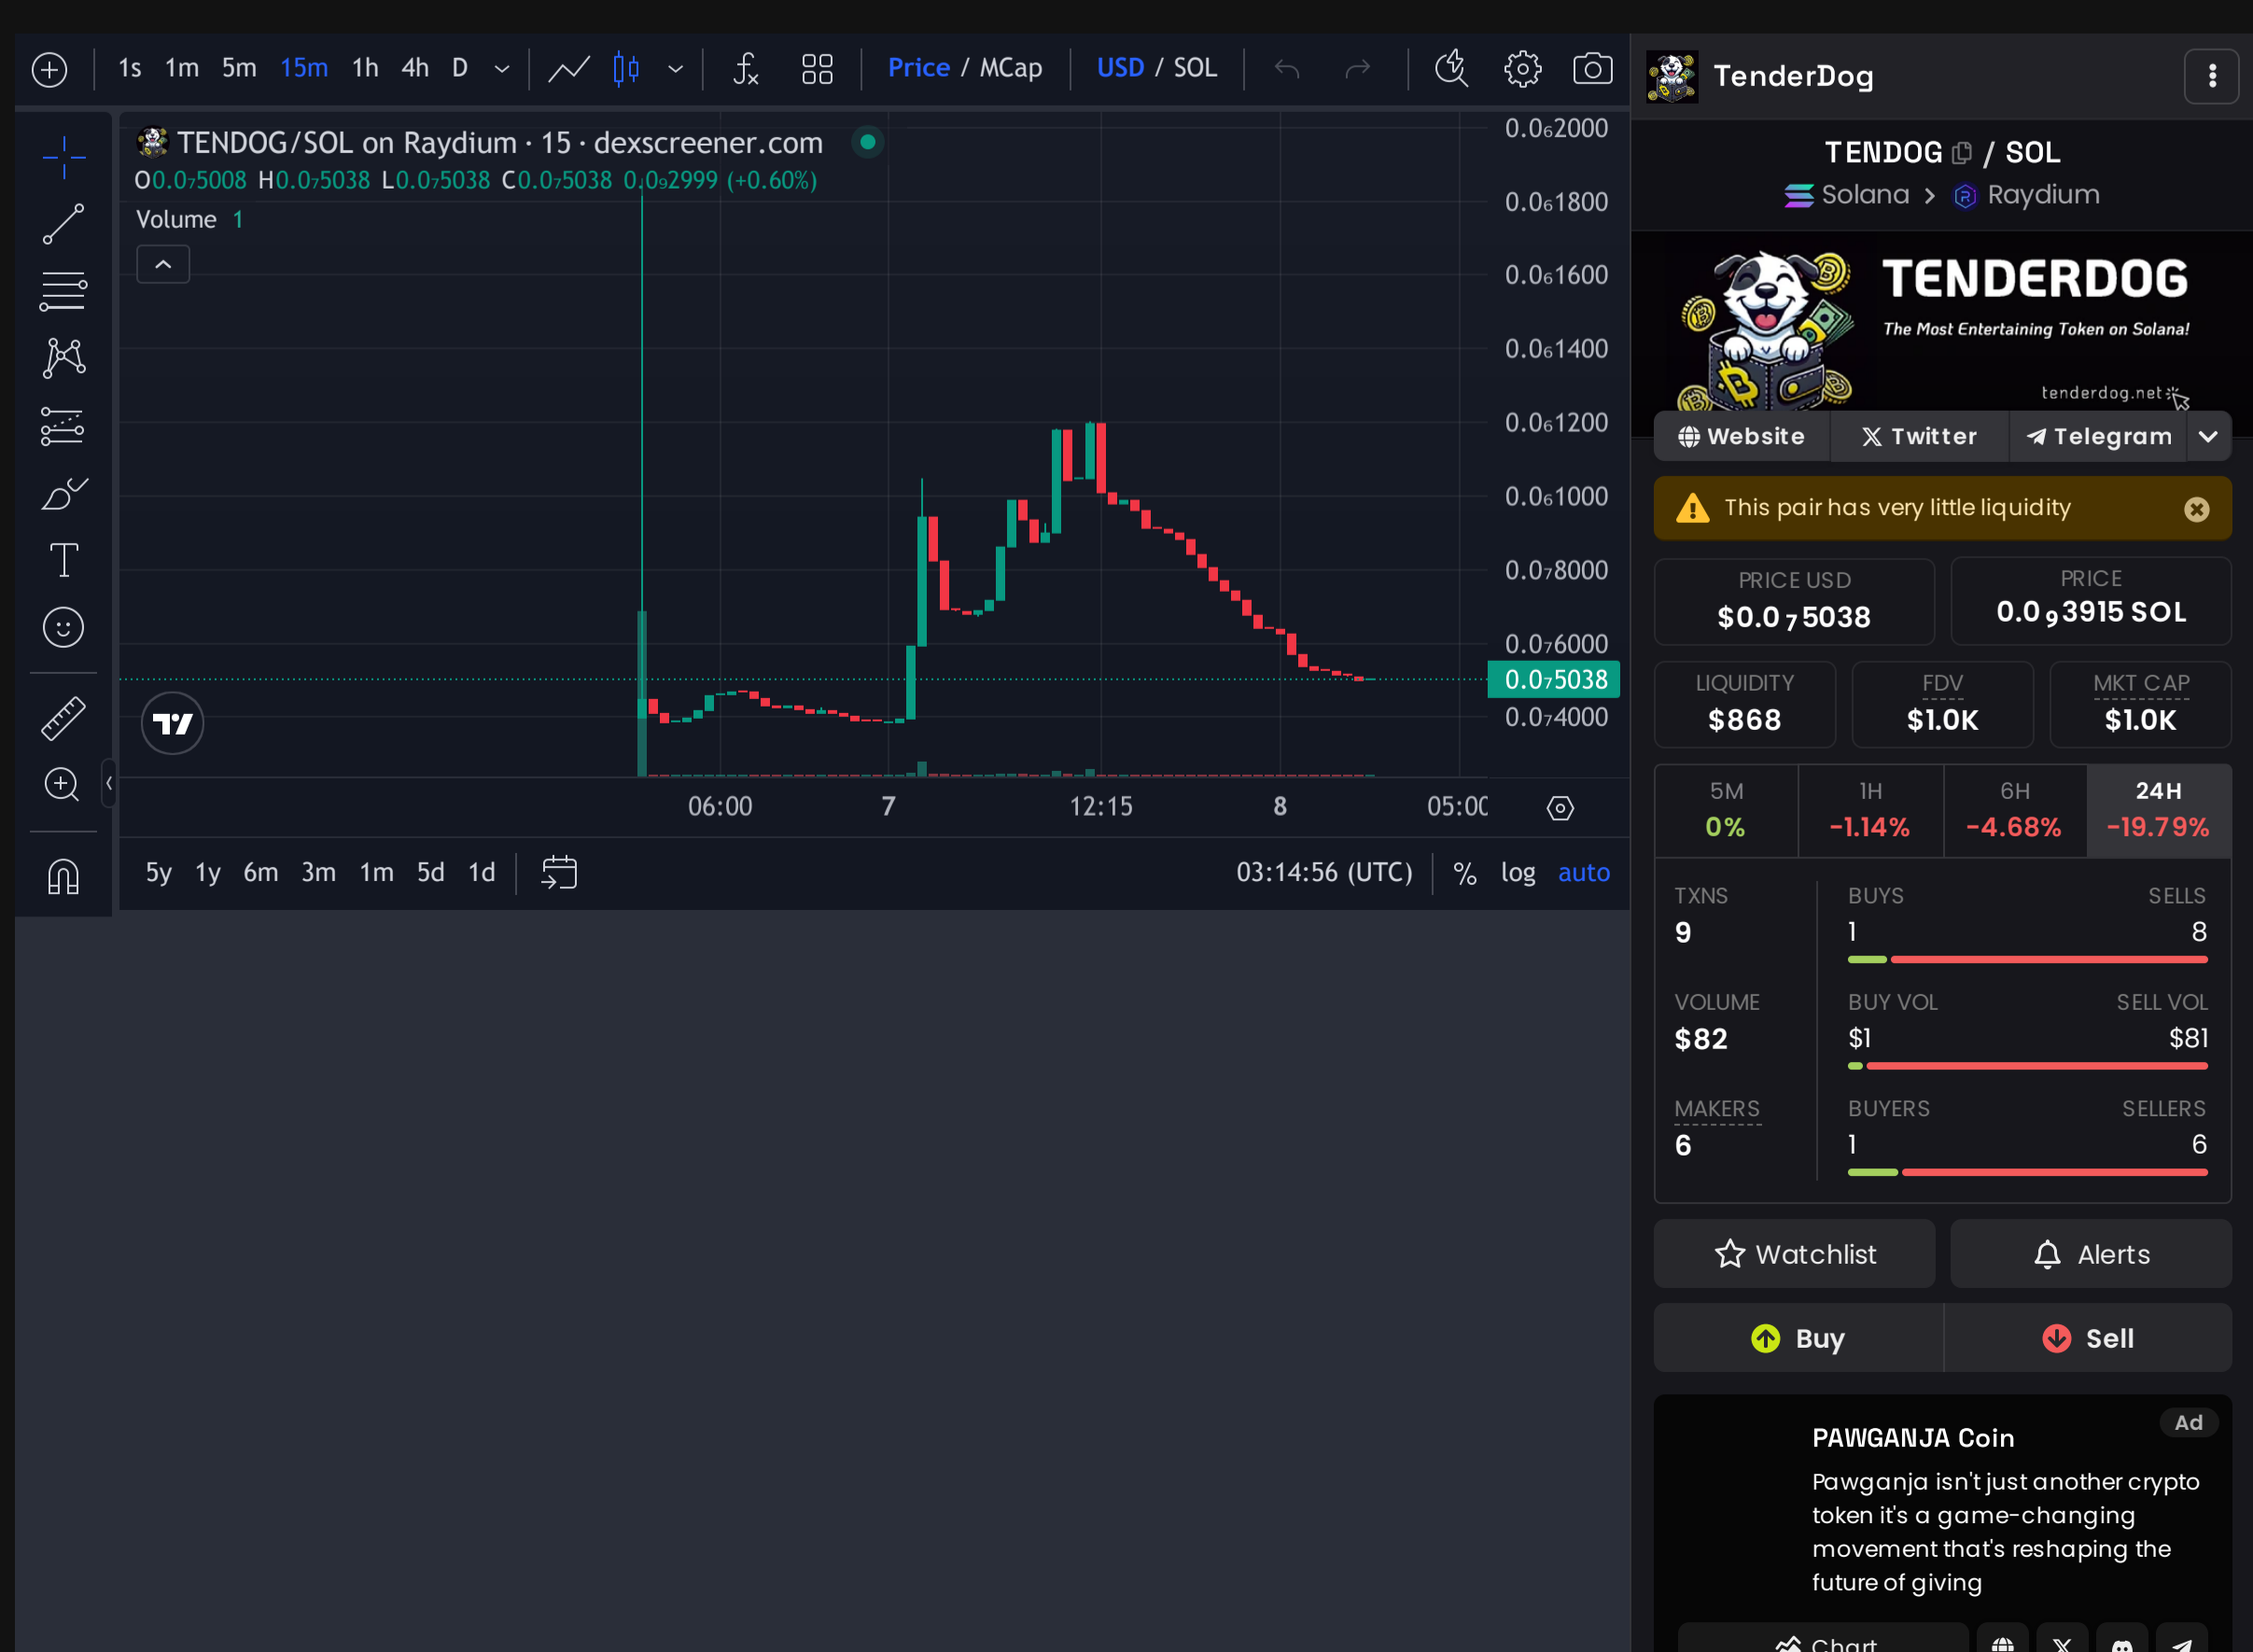 1s 1m 5m 15m 1h 4h D fx Price / MCap USD / SOL
TENDOG/SOL on Raydium · 15 · dexscreener.com
O0.0₇5008 H0.0₇5038 L0.0₇5038 C0.0₇5038 0.0₉2999 (+0.60%)
Volume 1
0.0₆2000
0.0₆1800
0.0₆1600
0.0₆1400
0.0₆1200
0.0₆1000
0.0₇8000
0.0₇6000
0.0₇5038
0.0₇4000
06:00 7 12:15 8 05:00
5y 1y 6m 3m 1m 5d 1d 03:14:56 (UTC) % log auto
TenderDog
TENDOG / SOL
Solana > Raydium
TENDERDOG
The Most Entertaining Token on Solana!
tenderdog.net
Website Twitter Telegram
This pair has very little liquidity
PRICE USD PRICE
$0.0₇5038 0.0₉3915 SOL
LIQUIDITY FDV MKT CAP
$868 $1.0K $1.0K
5M 1H 6H 24H
0% -1.14% -4.68% -19.79%
TXNS BUYS SELLS
9 1 8
VOLUME BUY VOL SELL VOL
$82 $1 $81
MAKERS BUYERS SELLERS
6 1 6
Watchlist Alerts
Buy Sell
Ad
PAWGANJA Coin
Pawganja isn't just another crypto
token it's a game-changing
movement that's reshaping the
future of giving
Chart